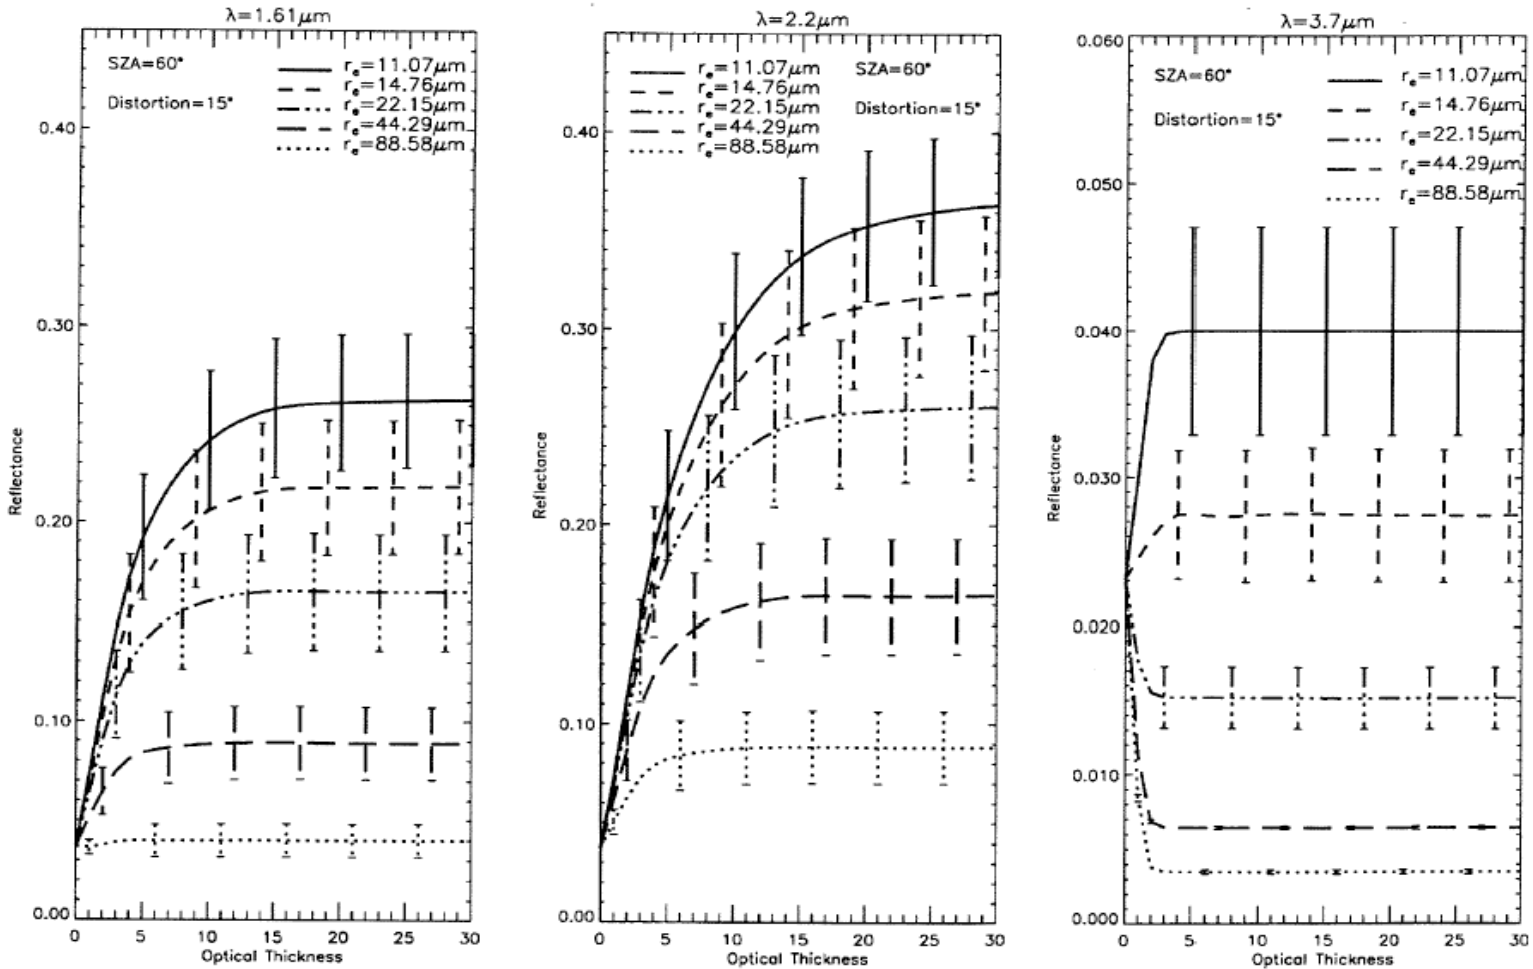 λ=1.61μm
SZA=60°
Distortion=15°
rₑ=11.07μm
rₑ=14.76μm
rₑ=22.15μm
rₑ=44.29μm
rₑ=88.58μm
0.40
0.30
0.20
0.10
0.00
Reflectance
0 5 10 15 20 25 30
Optical Thickness
λ=2.2μm
rₑ=11.07μm
rₑ=14.76μm
rₑ=22.15μm
rₑ=44.29μm
rₑ=88.58μm
SZA=60°
Distortion=15°
0.40
0.30
0.20
0.10
0.00
Reflectance
0 5 10 15 20 25 30
Optical Thickness
λ=3.7μm
SZA=60°
Distortion=15°
rₑ=11.07μm
rₑ=14.76μm
rₑ=22.15μm
rₑ=44.29μm
rₑ=88.58μm
0.060
0.050
0.040
0.030
0.020
0.010
0.000
Reflectance
0 5 10 15 20 25 30
Optical Thickness